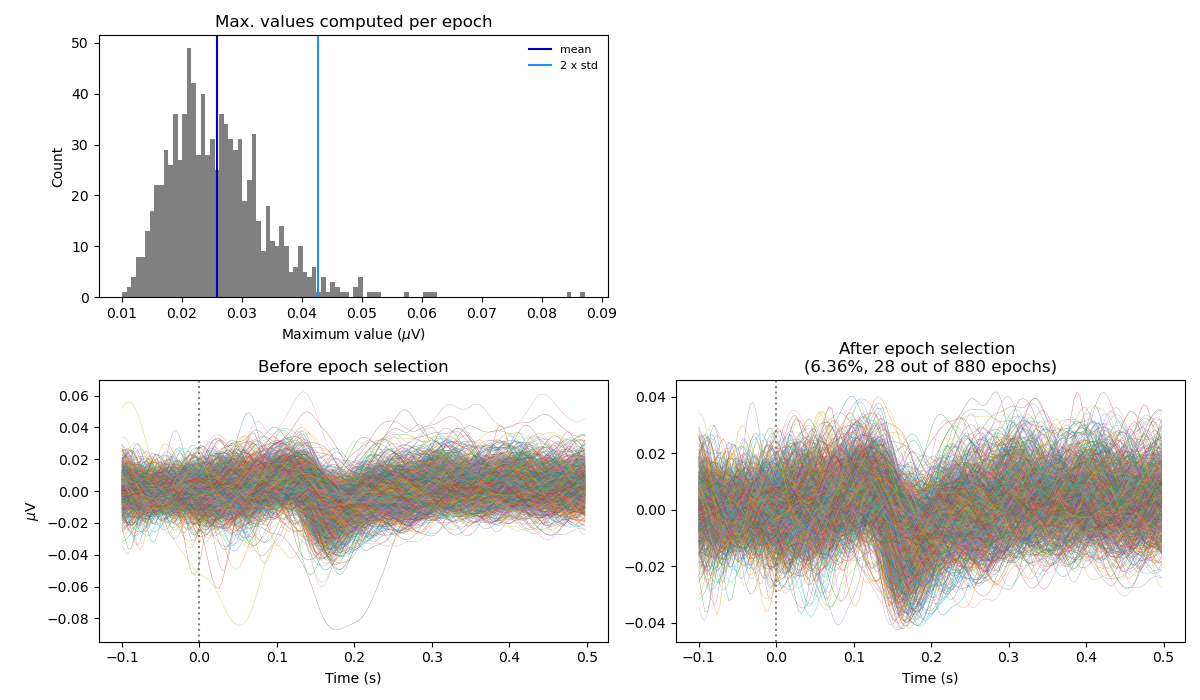 Max. values computed per epoch
50
40
30
20
10
0
Count
mean
2 x std
0.01 0.02 0.03 0.04 0.05 0.06 0.07 0.08 0.09
Maximum value (μV)
Before epoch selection
0.06
0.04
0.02
0.00
−0.02
−0.04
−0.06
−0.08
μV
−0.1 0.0 0.1 0.2 0.3 0.4 0.5
Time (s)
After epoch selection
(6.36%, 28 out of 880 epochs)
0.04
0.02
0.00
−0.02
−0.04
−0.1 0.0 0.1 0.2 0.3 0.4 0.5
Time (s)